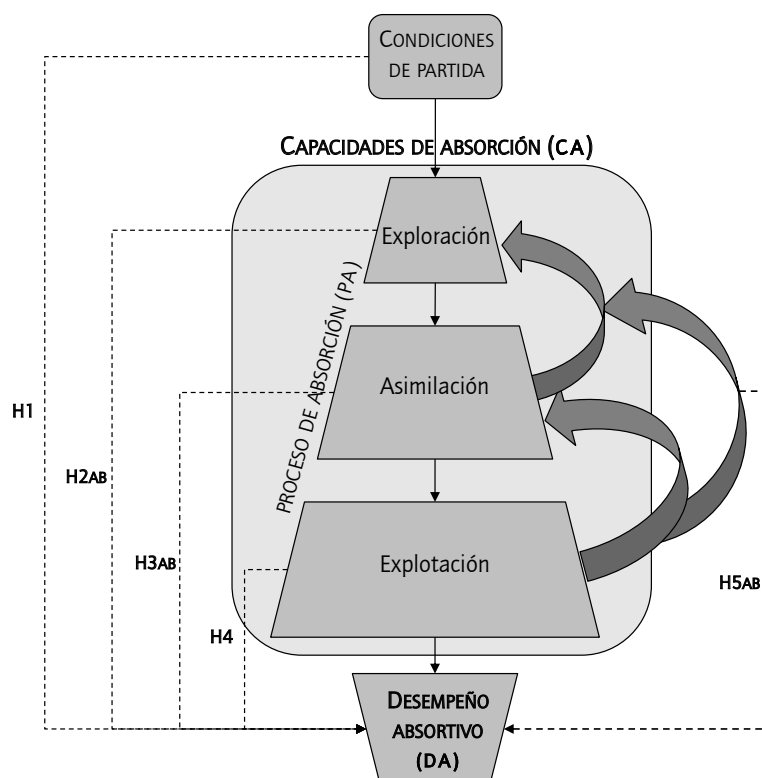 CONDICIONES
DE PARTIDA
CAPACIDADES DE ABSORCIÓN (CA)
Exploración
PROCESO DE ABSORCIÓN (PA)
Asimilación
H1
H2AB
Explotación
H3AB
H5AB
H4
DESEMPEÑO
ABSORTIVO
(DA)